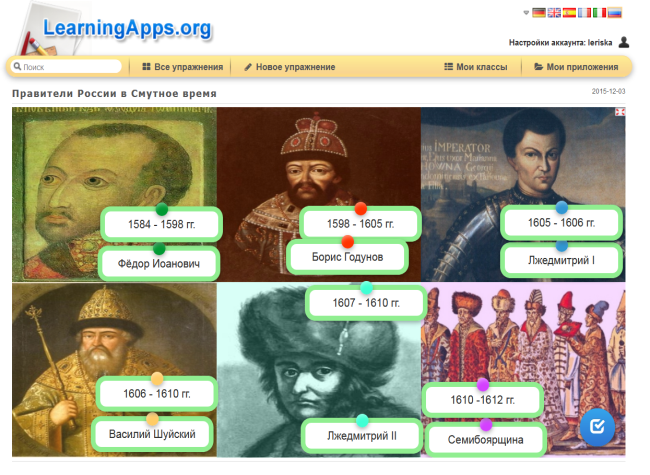 LearningApps.org
Настройки аккаунта: leriska
Поиск
Все упражнения
Новое упражнение
Мои классы
Мои приложения
Правители России в Смутное время
2015-12-03
IMPERATOR
1584 - 1598 гг.
Фёдор Иоанович
1598 - 1605 гг.
Борис Годунов
1605 - 1606 гг.
Лжедмитрий I
1606 - 1610 гг.
Василий Шуйский
1607 - 1610 гг.
Лжедмитрий II
1610 -1612 гг.
Семибоярщина